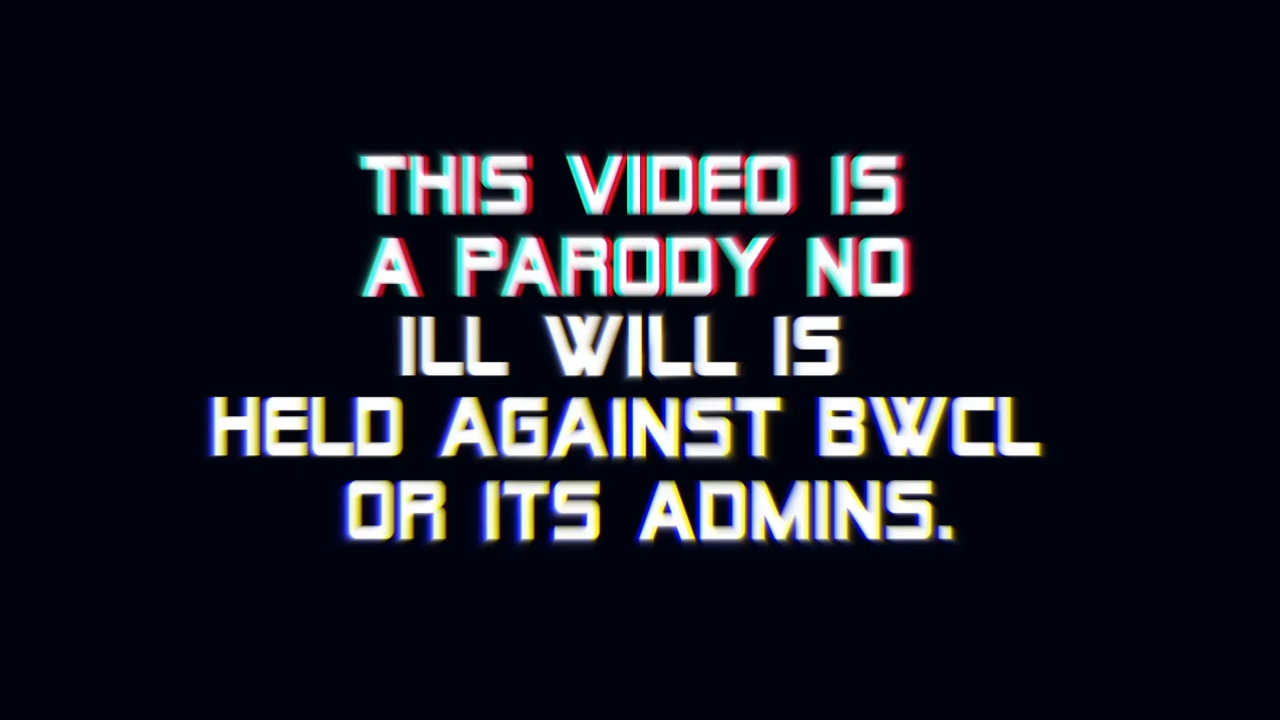 THIS VIDEO IS
A PARODY NO
ILL WILL IS
HELD AGAINST BWCL
OR ITS ADMINS.